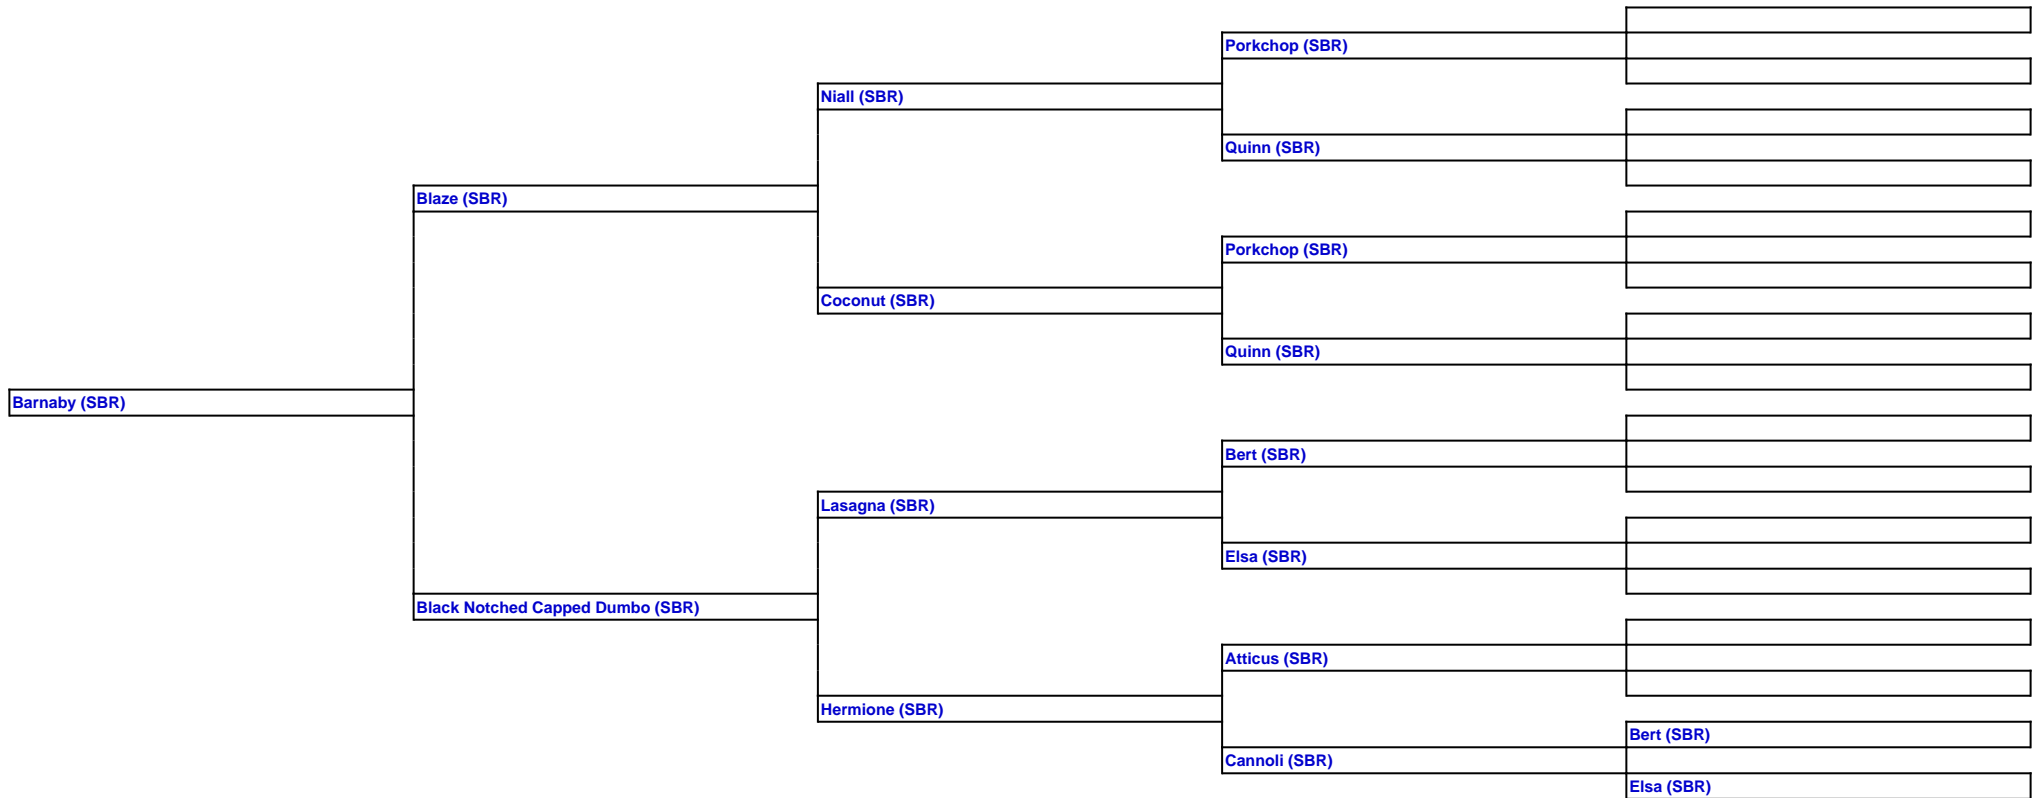 Porkchop (SBR)
Niall (SBR)
Quinn (SBR)
Blaze (SBR)
Porkchop (SBR)
Coconut (SBR)
Quinn (SBR)
Barnaby (SBR)
Bert (SBR)
Lasagna (SBR)
Elsa (SBR)
Black Notched Capped Dumbo (SBR)
Atticus (SBR)
Hermione (SBR)
Bert (SBR)
Cannoli (SBR)
Elsa (SBR)